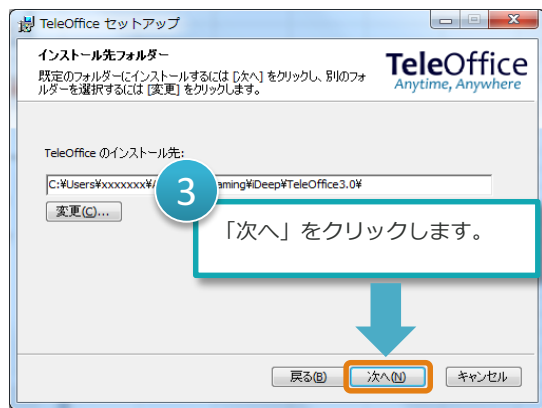 TeleOffice セットアップ
インストール先フォルダー
既定のフォルダーにインストールするには [次へ] をクリックし、別のフォ
ルダーを選択するには [変更] をクリックします。
TeleOffice
Anytime, Anywhere
TeleOffice のインストール先:
C:¥Users¥xxxxxxx¥ aming¥iDeep¥TeleOffice3.0¥
変更(C)...
3
「次へ」をクリックします。
戻る(B)
次へ(N)
キャンセル